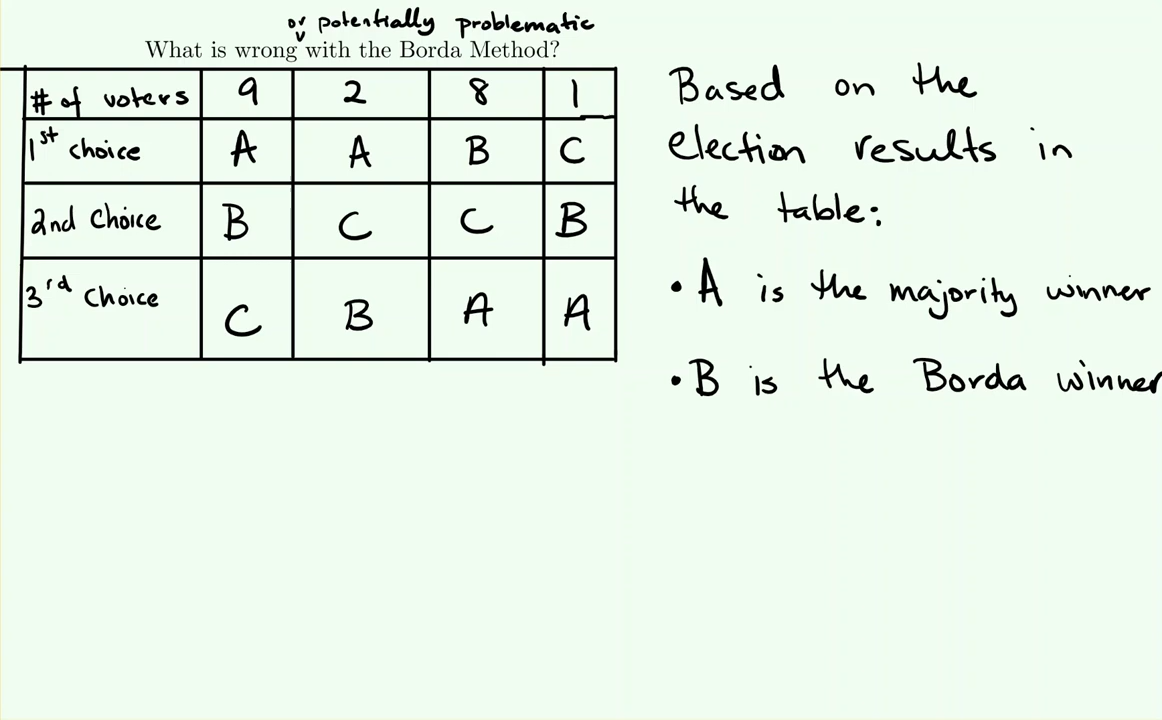 or potentially problematic
What is wrong with the Borda Method?
# of voters 9 2 8 1
1st choice A A B C
2nd Choice B C C B
3rd Choice C B A A
Based on the
election results in
the table:
• A is the majority winner
• B is the Borda winner